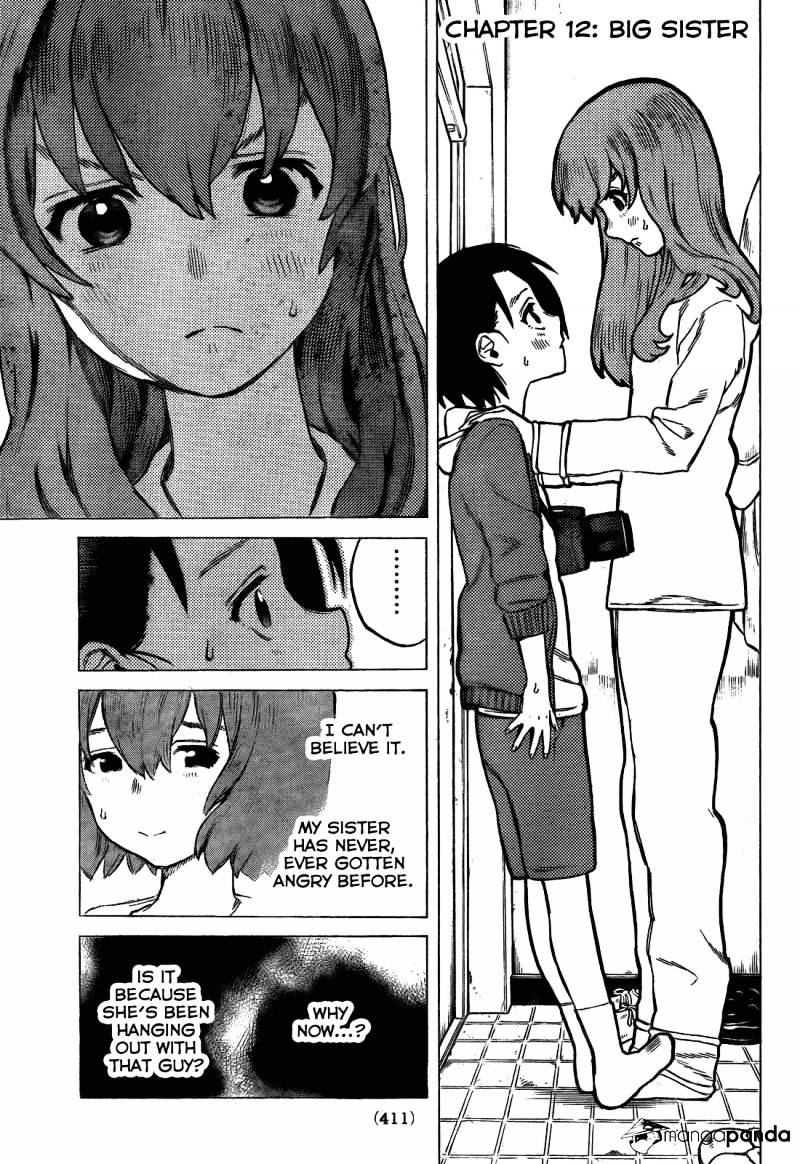 CHAPTER 12: BIG SISTER
........
I CAN'T
BELIEVE IT.
MY SISTER
HAS NEVER,
EVER GOTTEN
ANGRY BEFORE.
WHY
NOW...?
IS IT
BECAUSE
SHE'S BEEN
HANGING
OUT WITH
THAT GUY?
(411)
mangapanda